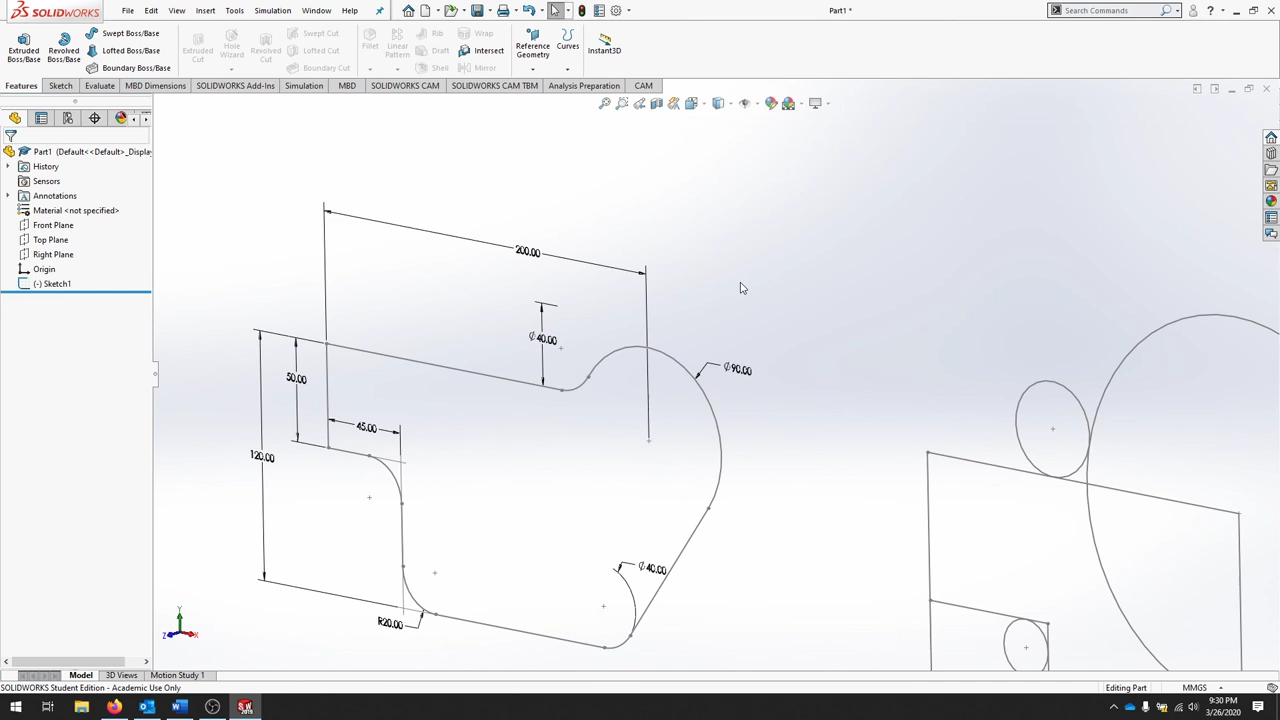 SOLIDWORKS File Edit View Insert Tools Simulation Window Help Part1 * Search Commands
Extruded Boss/Base
Revolved Boss/Base
Swept Boss/Base
Lofted Boss/Base
Boundary Boss/Base
Extruded Cut
Hole Wizard
Revolved Cut
Swept Cut
Lofted Cut
Boundary Cut
Fillet
Linear Pattern
Rib
Draft
Shell
Wrap
Intersect
Mirror
Reference Geometry
Curves
Instant3D
Features Sketch Evaluate MBD Dimensions SOLIDWORKS Add-Ins Simulation MBD SOLIDWORKS CAM SOLIDWORKS CAM TBM Analysis Preparation CAM
Part1 (Default<<Default>_Display
History
Sensors
Annotations
Material <not specified>
Front Plane
Top Plane
Right Plane
Origin
(-) Sketch1
200.00
⌀40.00
⌀90.00
50.00
45.00
120.00
⌀40.00
R20.00
Y
Z X
Model 3D Views Motion Study 1
SOLIDWORKS Student Edition - Academic Use Only Editing Part MMGS
9:30 PM
3/26/2020